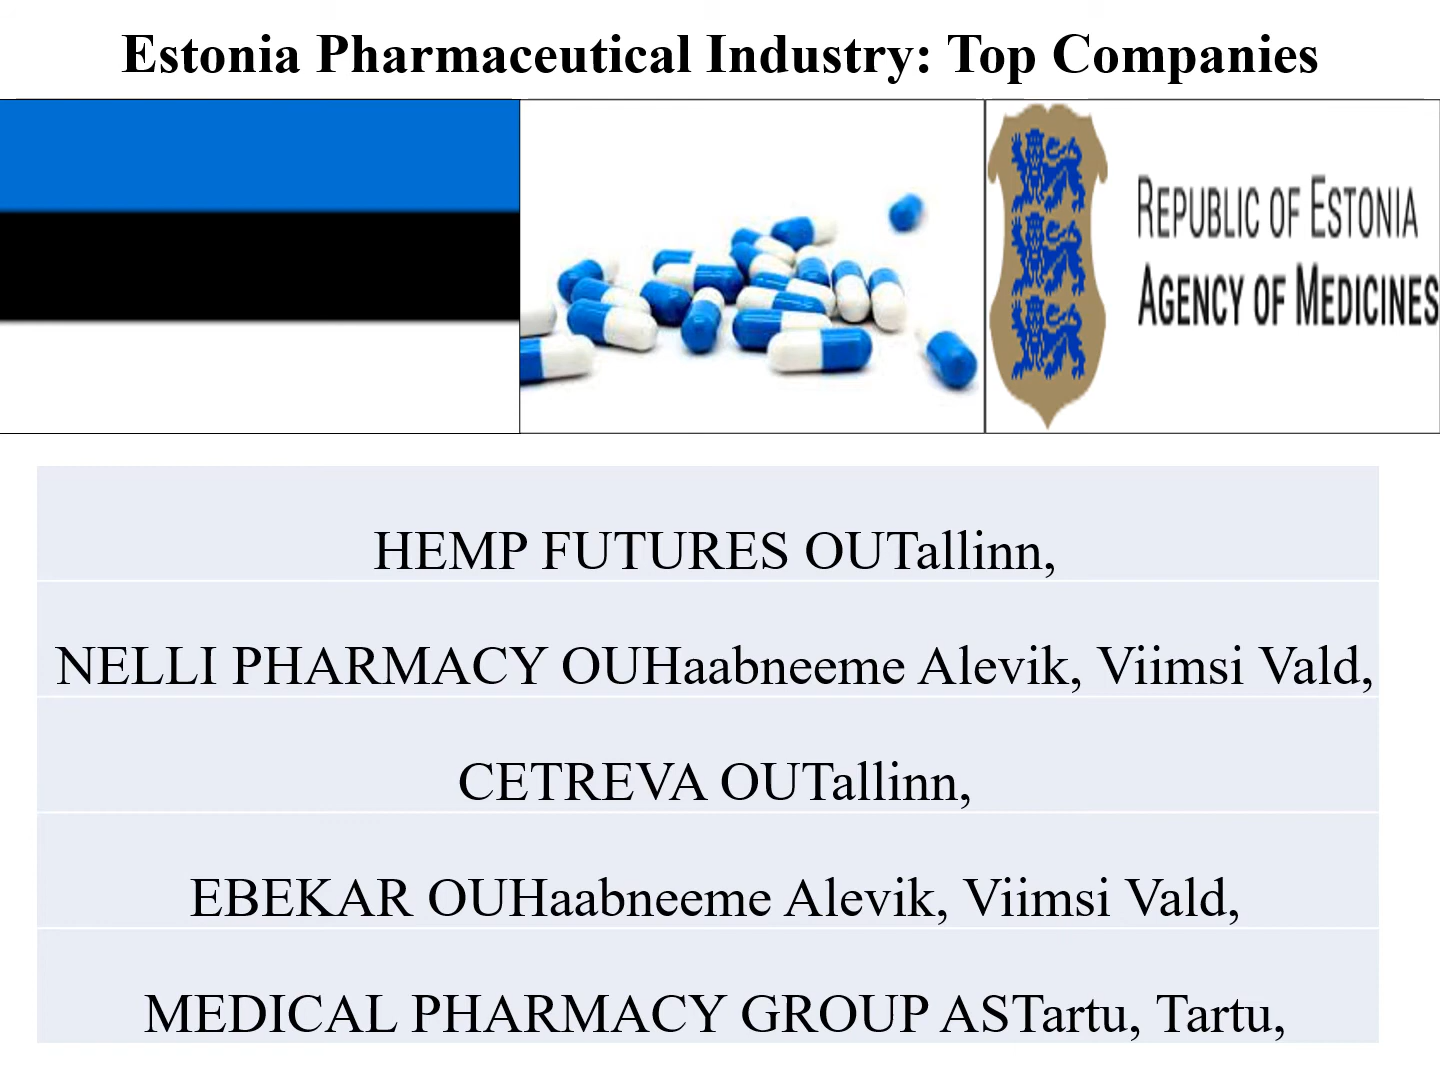 Estonia Pharmaceutical Industry: Top Companies
REPUBLIC OF ESTONIA
AGENCY OF MEDICINES
HEMP FUTURES OUTallinn,
NELLI PHARMACY OUHaabneeme Alevik, Viimsi Vald,
CETREVA OUTallinn,
EBEKAR OUHaabneeme Alevik, Viimsi Vald,
MEDICAL PHARMACY GROUP ASTartu, Tartu,